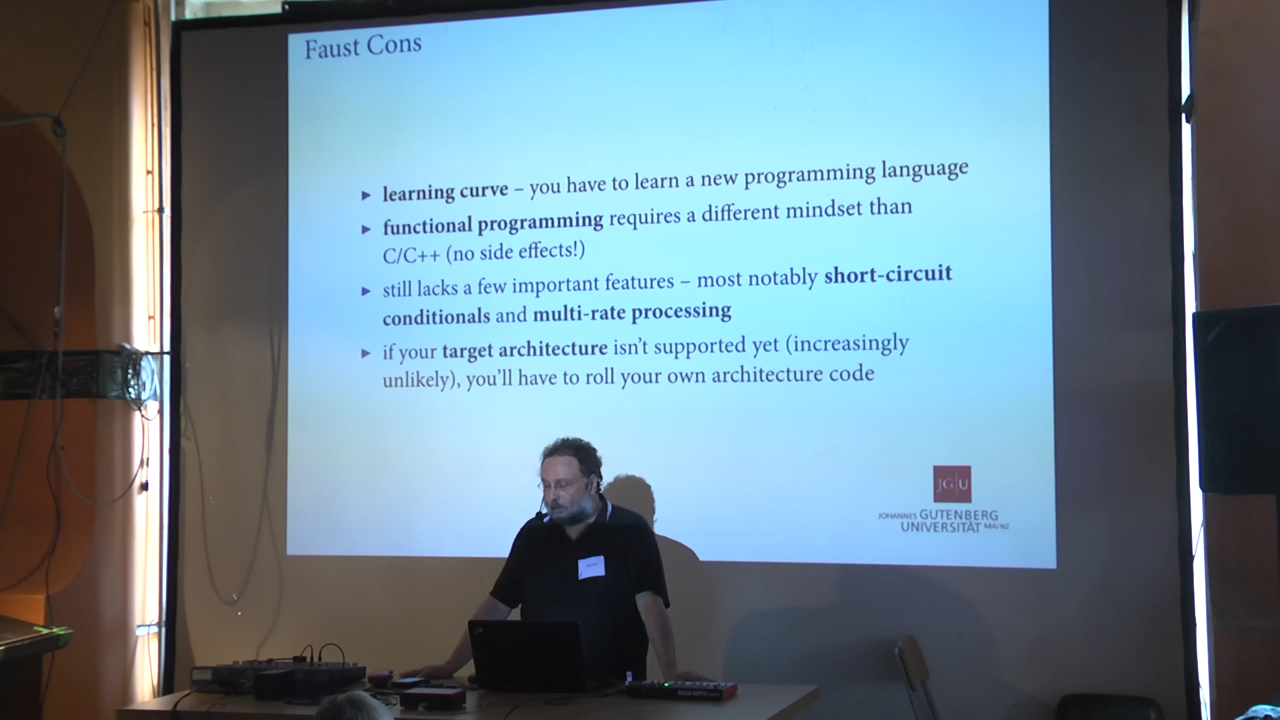 Faust Cons
▶ learning curve – you have to learn a new programming language
▶ functional programming requires a different mindset than
C/C++ (no side effects!)
▶ still lacks a few important features – most notably short-circuit
conditionals and multi-rate processing
▶ if your target architecture isn't supported yet (increasingly
unlikely), you'll have to roll your own architecture code
JG|U
JOHANNES GUTENBERG
UNIVERSITÄT MAINZ